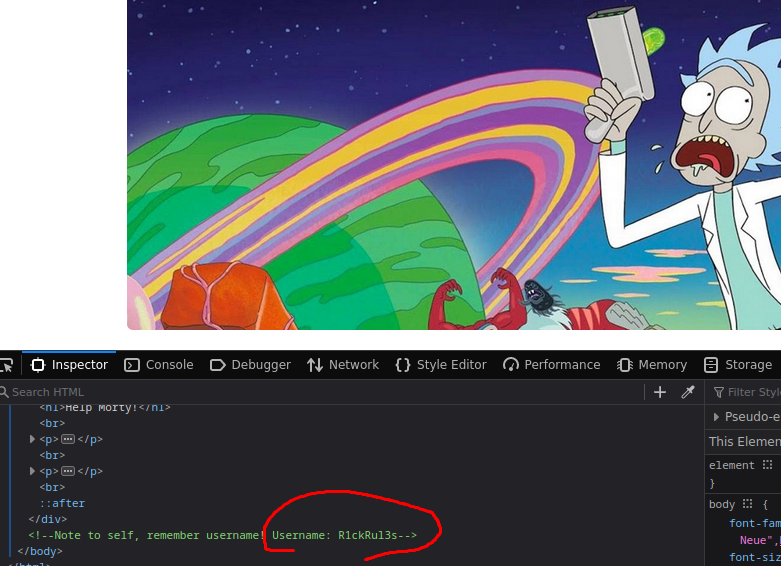 Inspector Console Debugger Network Style Editor Performance Memory Storage
Search HTML
Filter Styl
<h1>Help Morty!</h1>
<br>
<p> </p>
<br>
<p> </p>
<br>
::after
</div>
<!--Note to self, remember username! Username: R1ckRul3s-->
</body>
</html>
Pseudo-e
This Elemen
element {
}
body {
font-fam
Neue",
font-siz